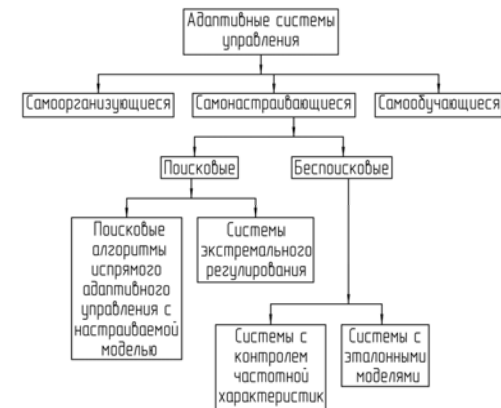 Адаптивные системы
управления
Самоорганизующиеся
Самонастраивающиеся
Самообучающиеся
Поисковые
Беспоисковые
Поисковые
алгоритмы
испрямого
адаптивного
управления с
настраиваемой
моделью
Системы
экстремального
регулирования
Системы с
контролем
частотной
характеристик
Системы с
эталонными
моделями